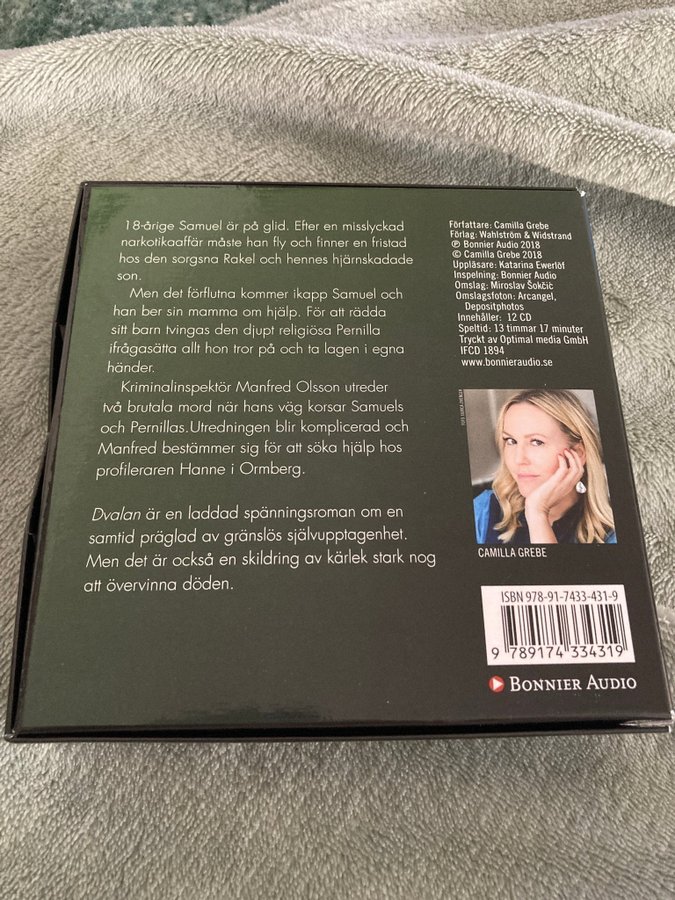 18-årige Samuel är på glid. Efter en misslyckad
narkotikaaffär måste han fly och finner en fristad
hos den sorgsna Rakel och hennes hjärnskadade
son.
Men det förflutna kommer ikapp Samuel och
han ber sin mamma om hjälp. För att rädda
sitt barn tvingas den djupt religiösa Pernilla
ifrågasätta allt hon tror på och ta lagen i egna
händer.
Kriminalinspektör Manfred Olsson utreder
två brutala mord när hans väg korsar Samuels
och Pernillas.Utredningen blir komplicerad och
Manfred bestämmer sig för att söka hjälp hos
profileraren Hanne i Ormberg.
Dvalan är en laddad spänningsroman om en
samtid präglad av gränslös självupptagenhet.
Men det är också en skildring av kärlek stark nog
att övervinna döden.
Författare: Camilla Grebe
Förlag: Wahlström & Widstrand
℗ Bonnier Audio 2018
© Camilla Grebe 2018
Uppläsare: Katarina Ewerlöf
Inspelning: Bonnier Audio
Omslag: Miroslav Šokčić
Omslagsfoton: Arcangel,
Depositphotos
Innehåller: 12 CD
Speltid: 13 timmar 17 minuter
Tryckt av Optimal media GmbH
IFCD 1894
www.bonnieraudio.se
CAMILLA GREBE
ISBN 978-91-7433-431-9
9 789174 334319
BONNIER AUDIO